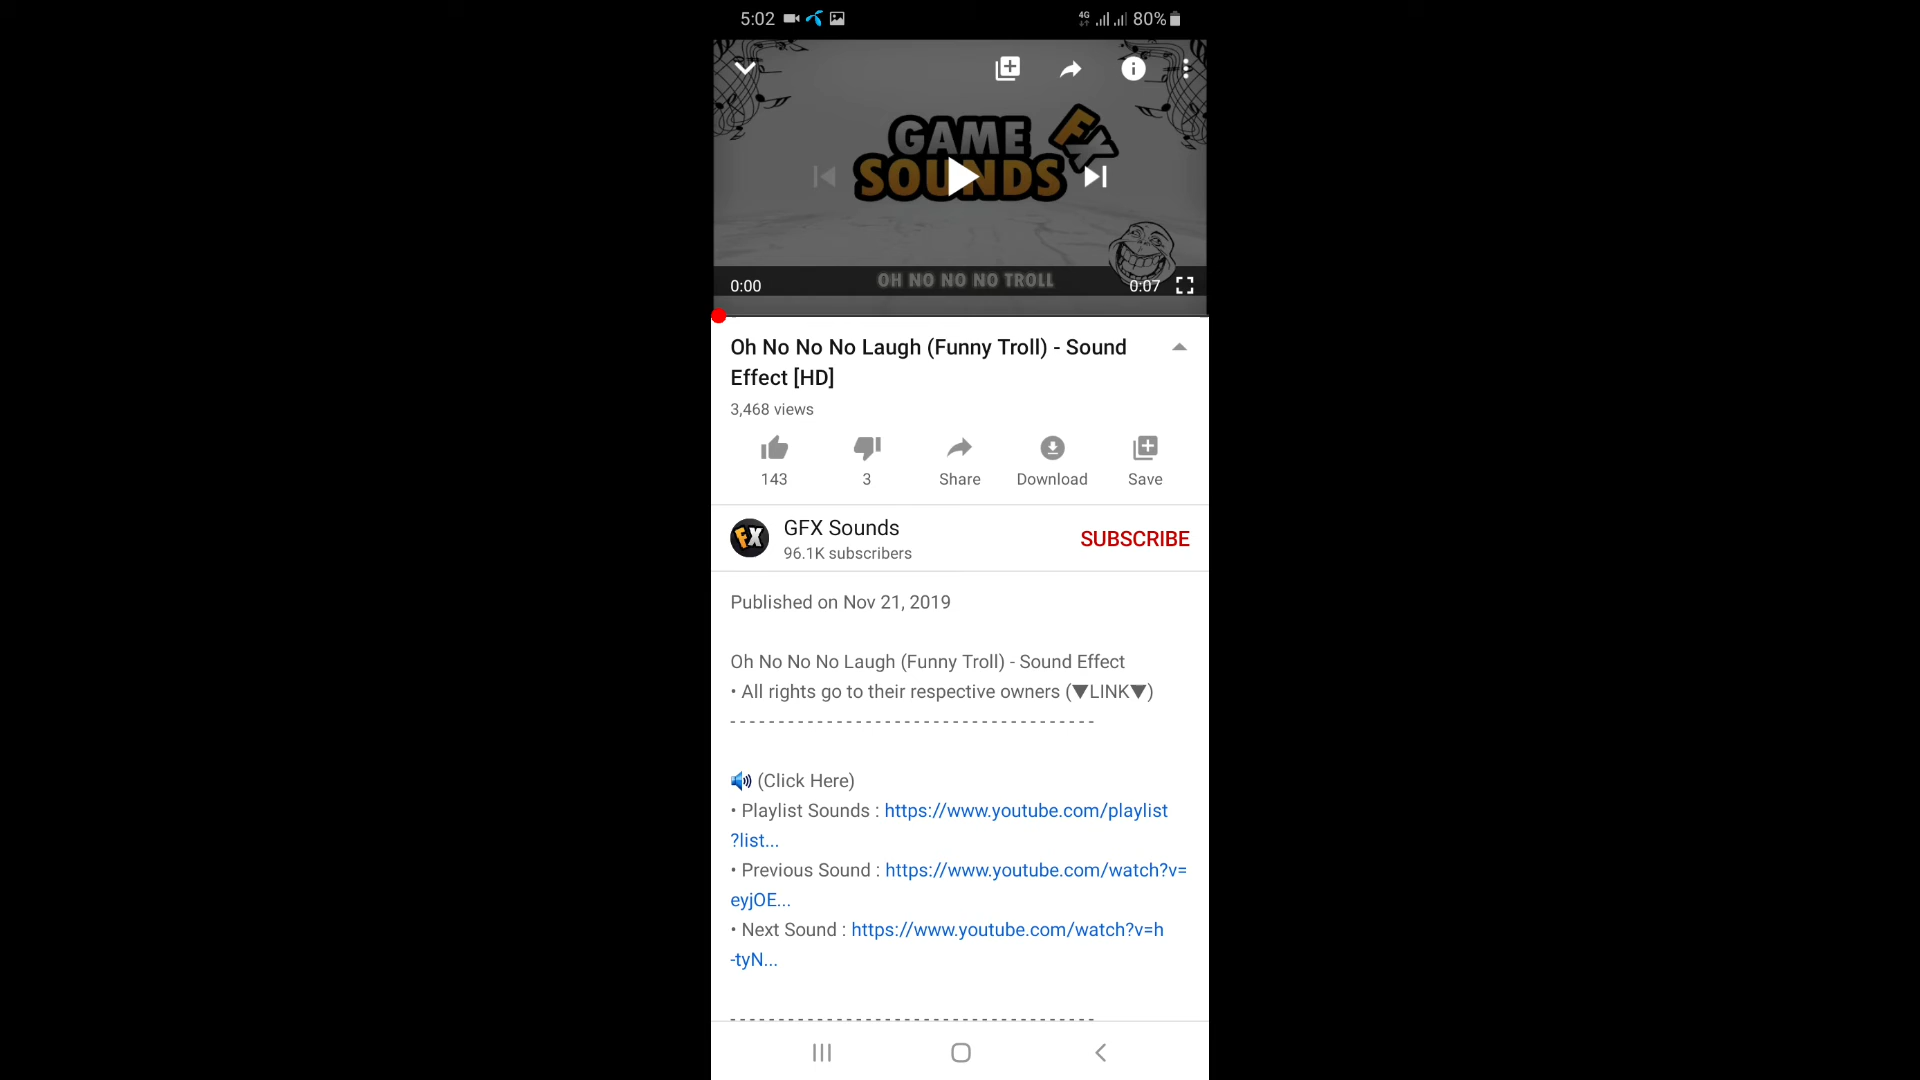 5:02
4G
80%
GAME FX
SOUNDS
OH NO NO NO TROLL
0:00
0:07
Oh No No No Laugh (Funny Troll) - Sound
Effect [HD]
3,468 views
143
3
Share
Download
Save
FX
GFX Sounds
96.1K subscribers
SUBSCRIBE
Published on Nov 21, 2019
Oh No No No Laugh (Funny Troll) - Sound Effect
• All rights go to their respective owners (▼LINK▼)
- - - - - - - - - - - - - - - - - - - - - - - - - - - - - - - - - - - - -
🔊 (Click Here)
• Playlist Sounds : https://www.youtube.com/playlist
?list...
• Previous Sound : https://www.youtube.com/watch?v=
eyjOE...
• Next Sound : https://www.youtube.com/watch?v=h
-tyN...
- - - - - - - - - - - - - - - - - - - - - - - - - - - - - - - - - - - - -